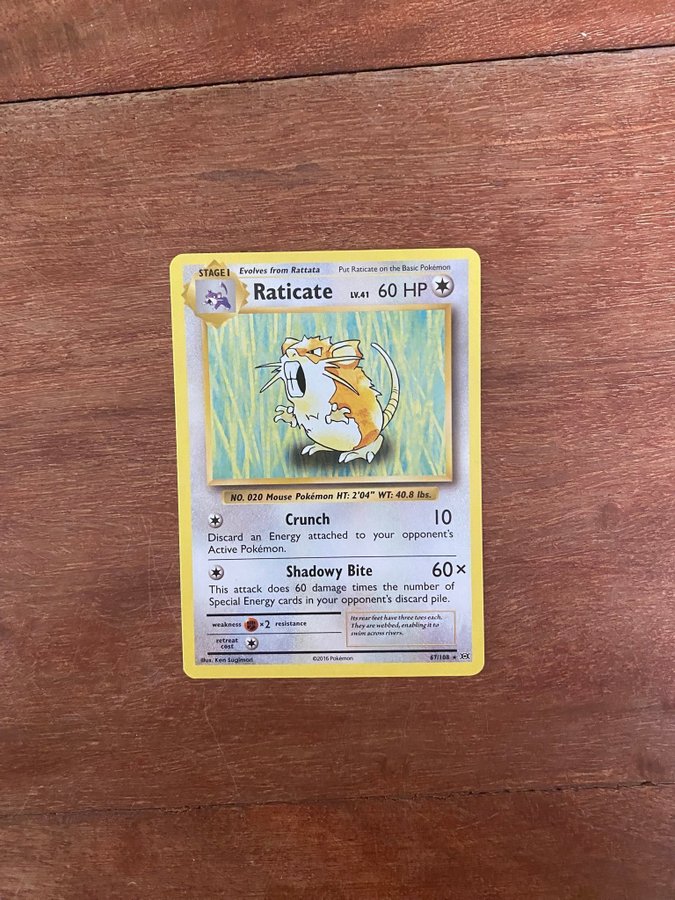 STAGE 1 Evolves from Rattata Put Raticate on the Basic Pokémon
Raticate LV.41 60 HP
NO. 020 Mouse Pokémon HT: 2'04" WT: 40.8 lbs.
Crunch 10
Discard an Energy attached to your opponent's
Active Pokémon.
Shadowy Bite 60×
This attack does 60 damage times the number of
Special Energy cards in your opponent's discard pile.
weakness ×2 resistance
retreat
cost
Its rear feet have three toes each.
They are webbed, enabling it to
swim across rivers.
Illus. Ken Sugimori ©2016 Pokémon 67/108 ★